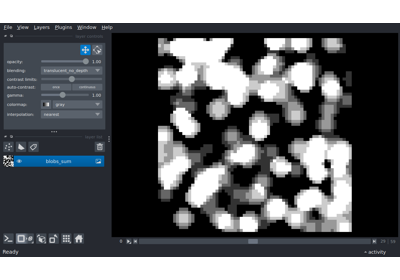 File View Layers Plugins Window Help
opacity: 1.00
blending: translucent_no_depth
contrast limits:
auto-contrast: once continuous
gamma: 1.00
colormap: gray
interpolation: nearest
blobs_sum
Ready
activity